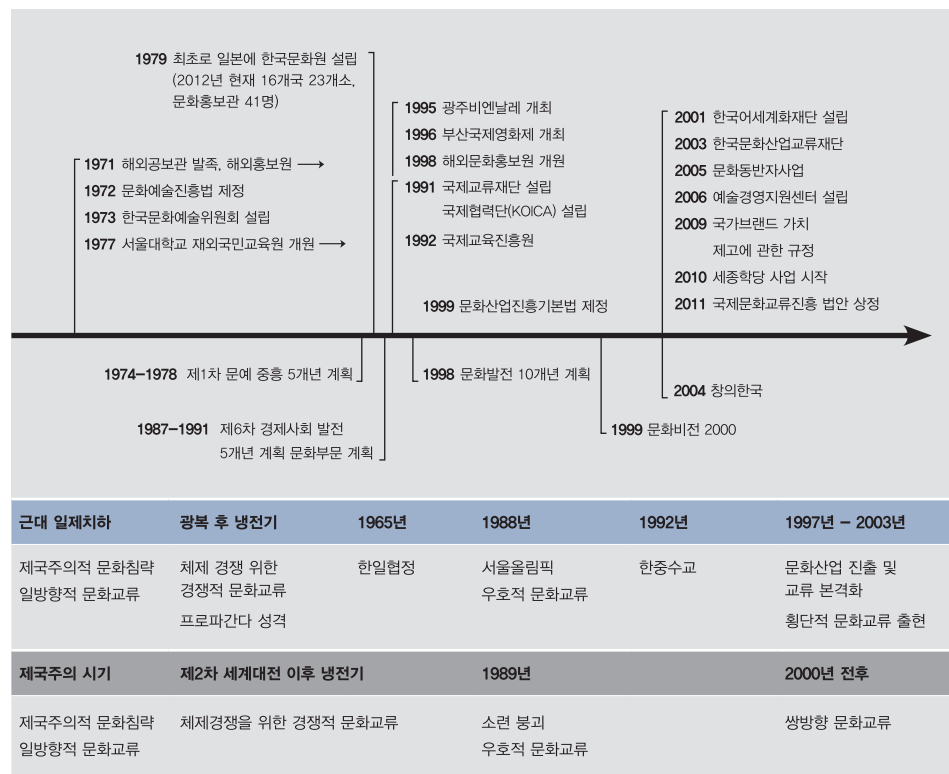 1979 최초로 일본에 한국문화원 설립
(2012년 현재 16개국 23개소,
문화홍보관 41명)
1971 해외공보관 발족, 해외홍보원 →
1972 문화예술진흥법 제정
1973 한국문화예술위원회 설립
1977 서울대학교 재외국민교육원 개원 →
1995 광주비엔날레 개최
1996 부산국제영화제 개최
1998 해외문화홍보원 개원
1991 국제교류재단 설립
국제협력단(KOICA) 설립
1992 국제교육진흥원
1999 문화산업진흥기본법 제정
2001 한국어세계화재단 설립
2003 한국문화산업교류재단
2005 문화동반자사업
2006 예술경영지원센터 설립
2009 국가브랜드 가치
제고에 관한 규정
2010 세종학당 사업 시작
2011 국제문화교류진흥 법안 상정
1974-1978 제1차 문예 중흥 5개년 계획
1987-1991 제6차 경제사회 발전
5개년 계획 문화부문 계획
1998 문화발전 10개년 계획
1999 문화비전 2000
2004 창의한국
근대 일제치하 광복 후 냉전기 1965년 1988년 1992년 1997년 - 2003년
제국주의적 문화침략 체제 경쟁 위한 한일협정 서울올림픽 한중수교 문화산업 진출 및
일방향적 문화교류 경쟁적 문화교류 우호적 문화교류 교류 본격화
프로파간다 성격 횡단적 문화교류 출현
제국주의 시기 제2차 세계대전 이후 냉전기 1989년 2000년 전후
제국주의적 문화침략 체제경쟁을 위한 경쟁적 문화교류 소련 붕괴 쌍방향 문화교류
일방향적 문화교류 우호적 문화교류